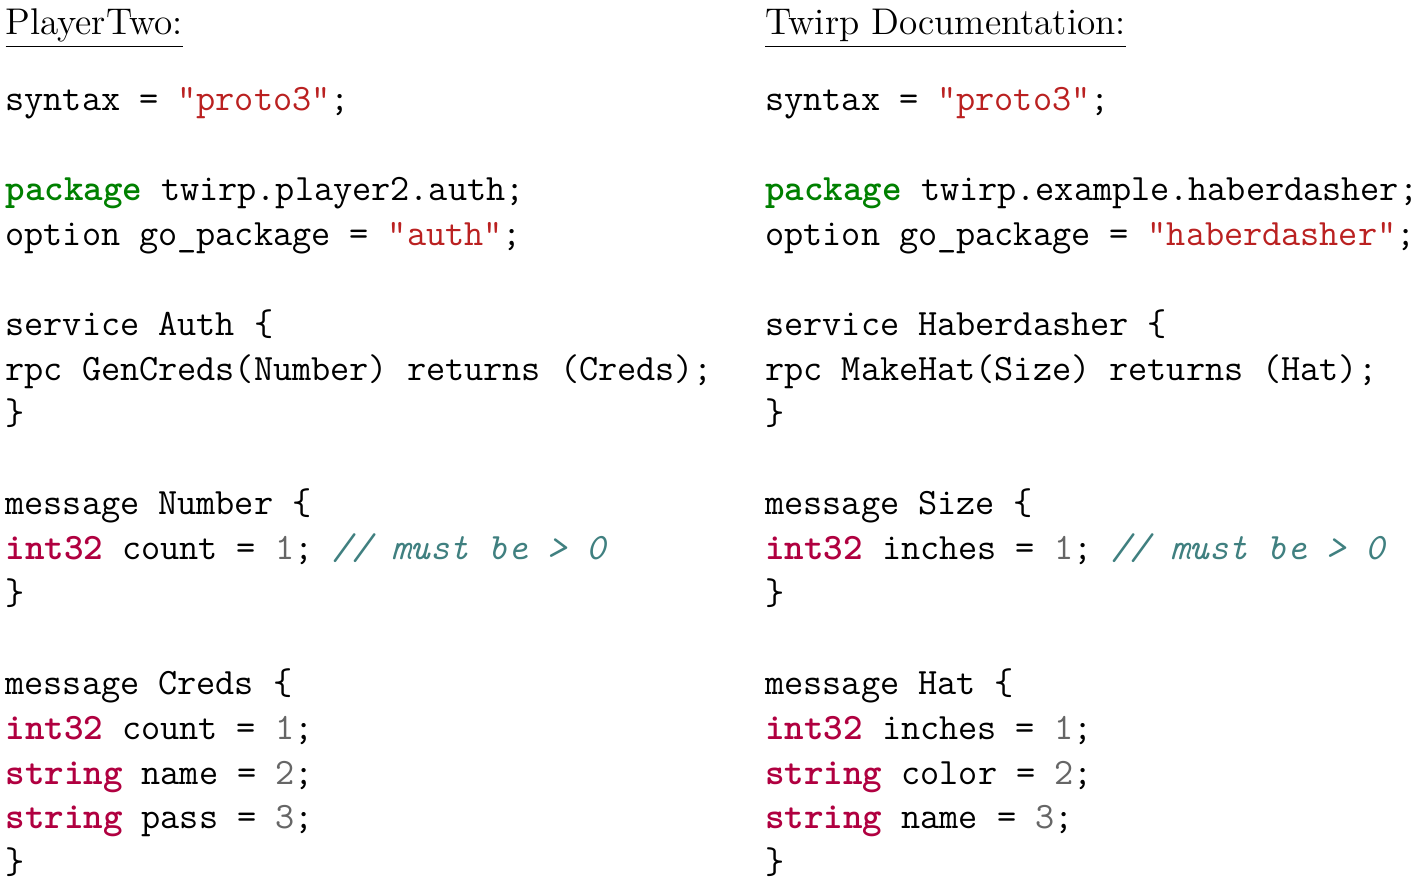 PlayerTwo:
syntax = "proto3";
package twirp.player2.auth;
option go_package = "auth";
service Auth {
rpc GenCreds(Number) returns (Creds);
}
message Number {
int32 count = 1; // must be > 0
}
message Creds {
int32 count = 1;
string name = 2;
string pass = 3;
}
Twirp Documentation:
syntax = "proto3";
package twirp.example.haberdasher;
option go_package = "haberdasher";
service Haberdasher {
rpc MakeHat(Size) returns (Hat);
}
message Size {
int32 inches = 1; // must be > 0
}
message Hat {
int32 inches = 1;
string color = 2;
string name = 3;
}